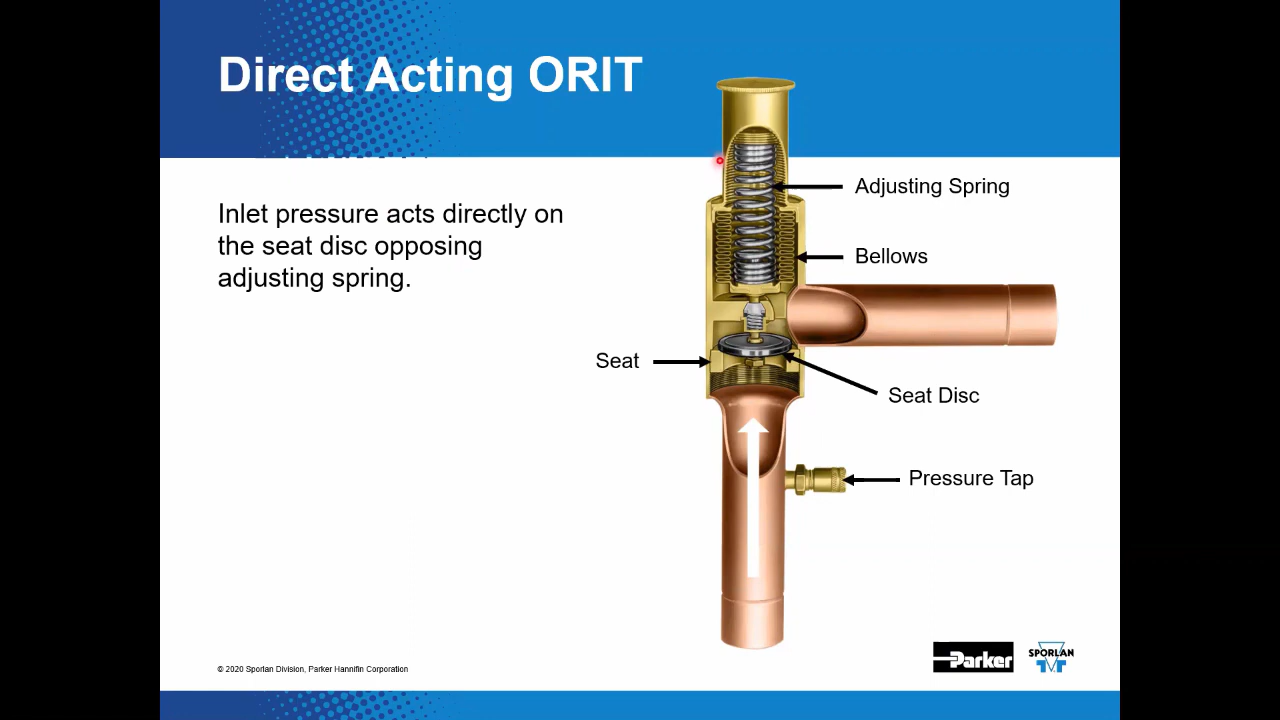 Direct Acting ORIT
Inlet pressure acts directly on
the seat disc opposing
adjusting spring.
Adjusting Spring
Bellows
Seat
Seat Disc
Pressure Tap
© 2020 Sporlan Division, Parker Hannifin Corporation
Parker
SPORLAN